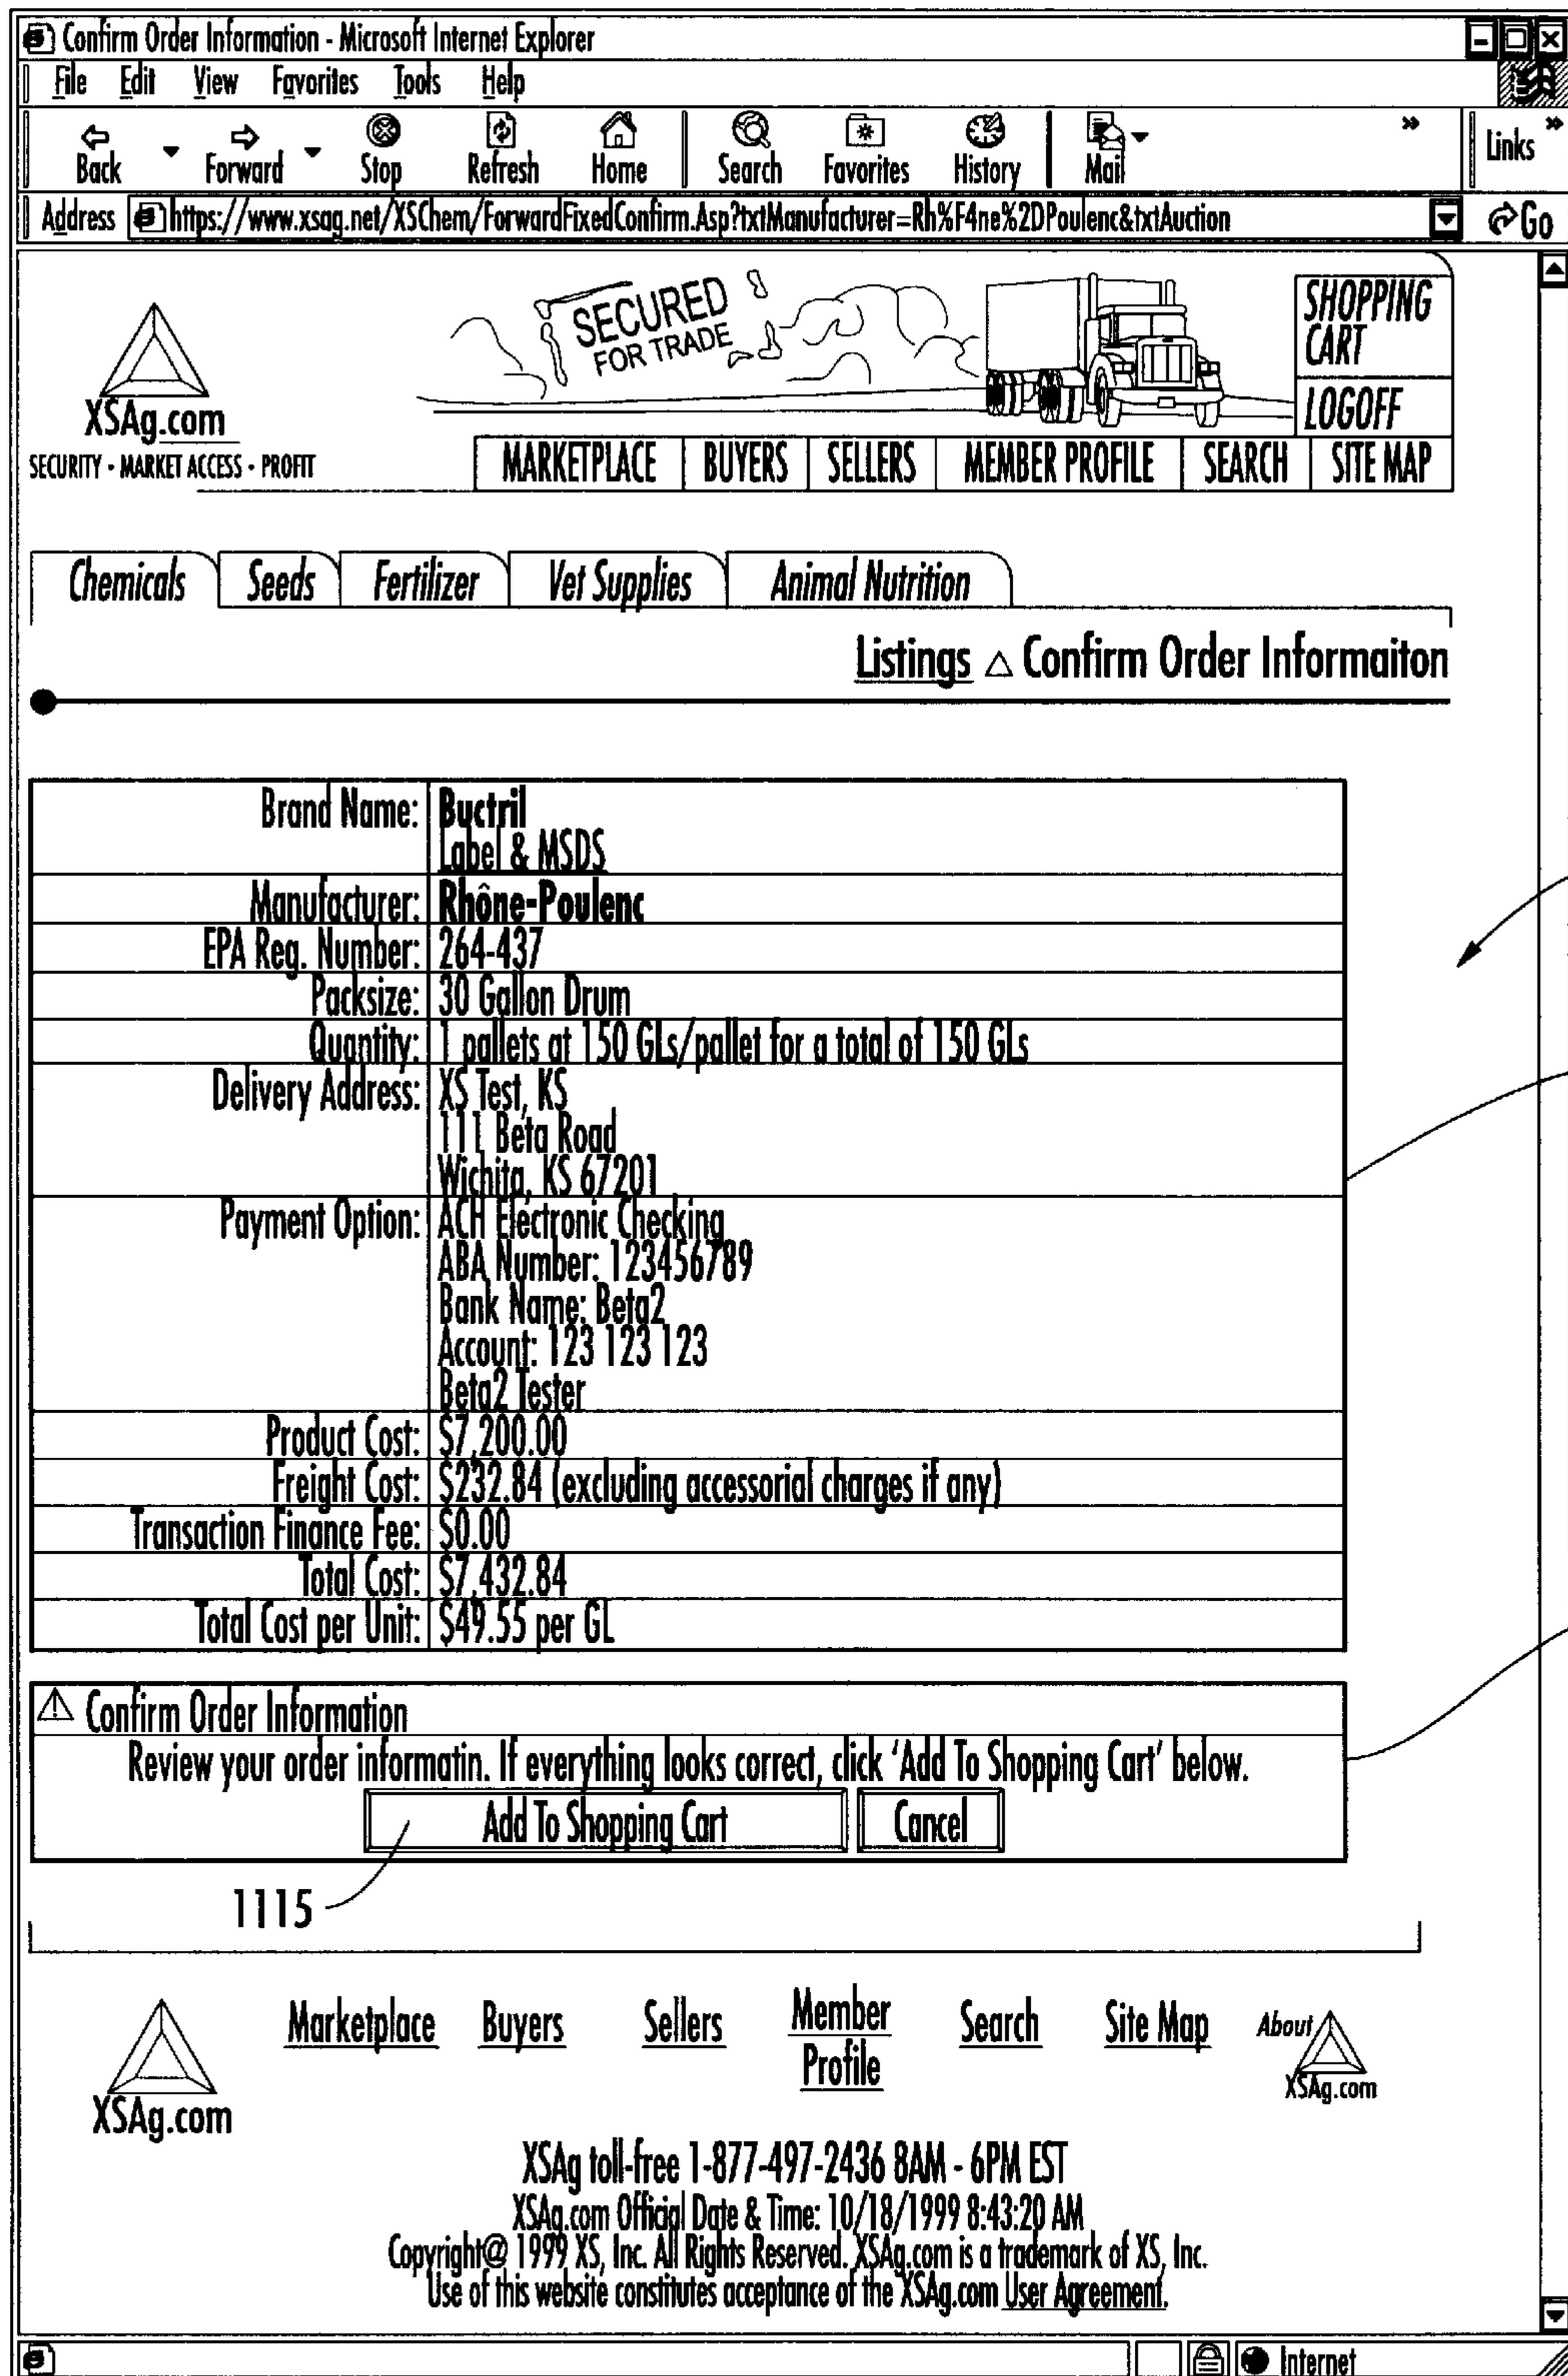 Confirm Order Information - Microsoft Internet Explorer
File Edit View Favorites Tools Help
Back Forward Stop Refresh Home Search Favorites History Mail » Links »
Address https://www.xsag.net/XSChem/ForwardFixedConfirm.Asp?txtManufacturer=Rh%F4ne%2DPoulenc&txtAuction Go
SECURED
FOR TRADE
SHOPPING
CART
LOGOFF
XSAg.com
SECURITY - MARKET ACCESS - PROFIT
MARKETPLACE BUYERS SELLERS MEMBER PROFILE SEARCH SITE MAP
Chemicals Seeds Fertilizer Vet Supplies Animal Nutrition
Listings △ Confirm Order Informaiton
Brand Name: Buctril
Label & MSDS
Manufacturer: Rhône-Poulenc
EPA Reg. Number: 264-437
Packsize: 30 Gallon Drum
Quantity: 1 pallets at 150 GLs/pallet for a total of 150 GLs
Delivery Address: XS Test, KS
111 Beta Road
Wichita, KS 67201
Payment Option: ACH Electronic Checking
ABA Number: 123456789
Bank Name: Beta2
Account: 123 123 123
Beta2 Tester
Product Cost: $7,200.00
Freight Cost: $232.84 (excluding accessorial charges if any)
Transaction Finance Fee: $0.00
Total Cost: $7,432.84
Total Cost per Unit: $49.55 per GL
Confirm Order Information
Review your order informatin. If everything looks correct, click 'Add To Shopping Cart' below.
Add To Shopping Cart Cancel
1115
Marketplace Buyers Sellers Member Profile Search Site Map About XSAg.com
XSAg.com
XSAg toll-free 1-877-497-2436 8AM - 6PM EST
XSAg.com Official Date & Time: 10/18/1999 8:43:20 AM
Copyright@ 1999 XS, Inc. All Rights Reserved. XSAg.com is a trademark of XS, Inc.
Use of this website constitutes acceptance of the XSAg.com User Agreement.
Internet